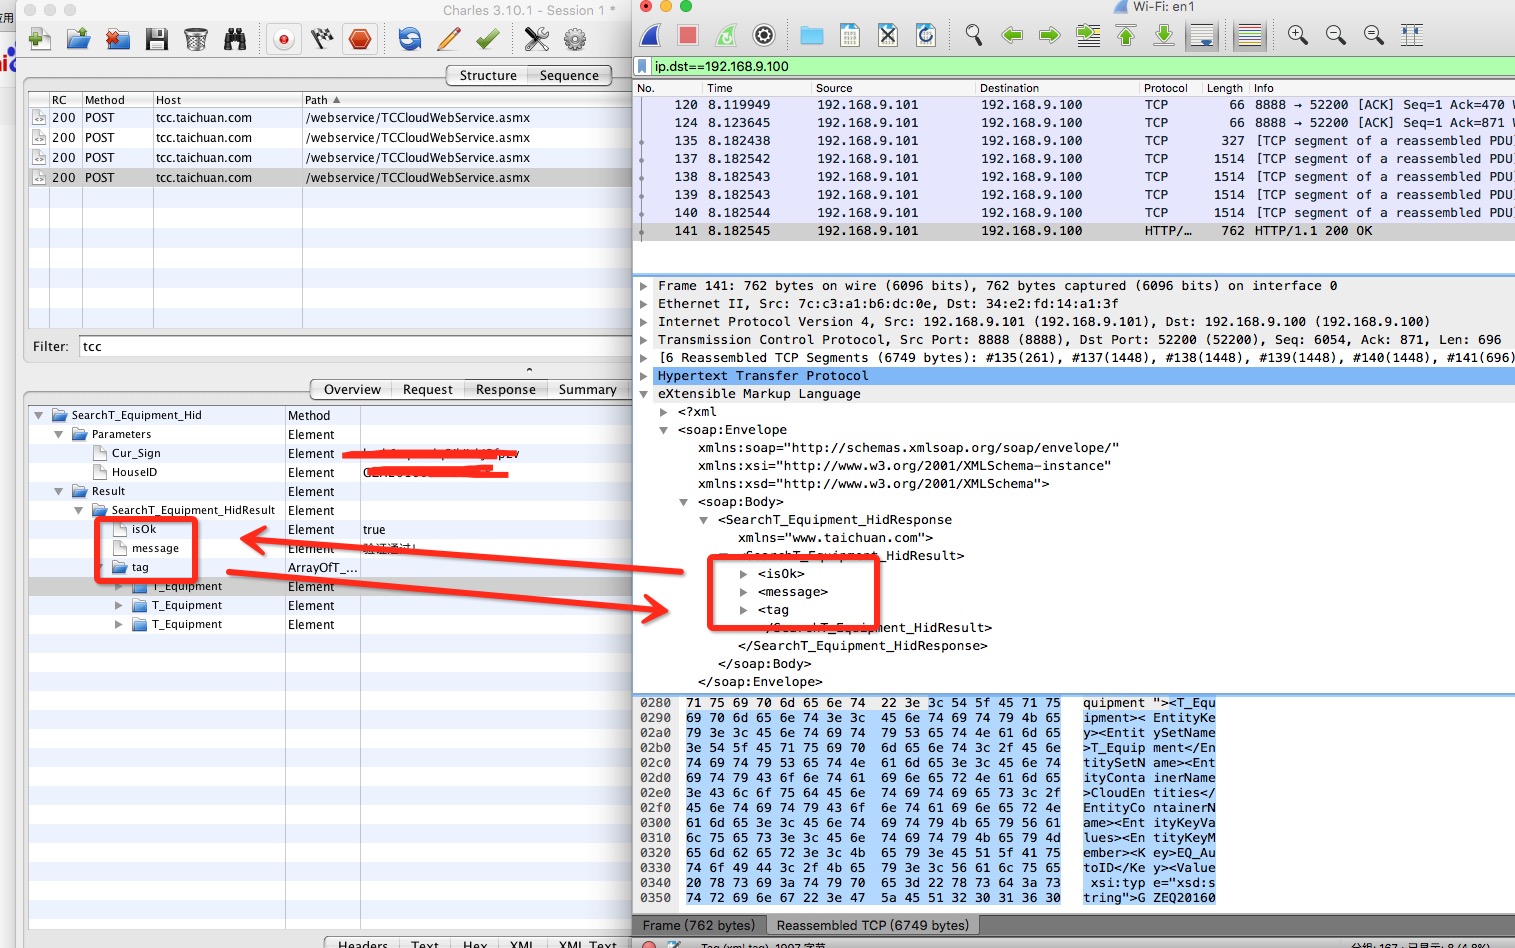 应用
Charles 3.10.1 - Session 1 *
Structure
Sequence
RC Method Host Path
200 POST tcc.taichuan.com /webservice/TCCloudWebService.asmx
200 POST tcc.taichuan.com /webservice/TCCloudWebService.asmx
200 POST tcc.taichuan.com /webservice/TCCloudWebService.asmx
200 POST tcc.taichuan.com /webservice/TCCloudWebService.asmx
Filter: tcc
Overview Request Response Summary
SearchT_Equipment_Hid Method
Parameters Element
Cur_Sign Element
HouseID Element
Result Element
SearchT_Equipment_HidResult Element
isOk Element true
message Element
tag ArrayOfT_...
T_Equipment Element
T_Equipment Element
T_Equipment Element
Headers Text Hex XML XML Text
Wi-Fi: en1
ip.dst==192.168.9.100
No. Time Source Destination Protocol Length Info
120 8.119949 192.168.9.101 192.168.9.100 TCP 66 8888 → 52200 [ACK] Seq=1 Ack=470
124 8.123645 192.168.9.101 192.168.9.100 TCP 66 8888 → 52200 [ACK] Seq=1 Ack=871
135 8.182438 192.168.9.101 192.168.9.100 TCP 327 [TCP segment of a reassembled PDU
137 8.182542 192.168.9.101 192.168.9.100 TCP 1514 [TCP segment of a reassembled PDU
138 8.182543 192.168.9.101 192.168.9.100 TCP 1514 [TCP segment of a reassembled PDU
139 8.182543 192.168.9.101 192.168.9.100 TCP 1514 [TCP segment of a reassembled PDU
140 8.182544 192.168.9.101 192.168.9.100 TCP 1514 [TCP segment of a reassembled PDU
141 8.182545 192.168.9.101 192.168.9.100 HTTP/… 762 HTTP/1.1 200 OK
Frame 141: 762 bytes on wire (6096 bits), 762 bytes captured (6096 bits) on interface 0
Ethernet II, Src: 7c:c3:a1:b6:dc:0e, Dst: 34:e2:fd:14:a1:3f
Internet Protocol Version 4, Src: 192.168.9.101 (192.168.9.101), Dst: 192.168.9.100 (192.168.9.100)
Transmission Control Protocol, Src Port: 8888 (8888), Dst Port: 52200 (52200), Seq: 6054, Ack: 871, Len: 696
[6 Reassembled TCP Segments (6749 bytes): #135(261), #137(1448), #138(1448), #139(1448), #140(1448), #141(696)
Hypertext Transfer Protocol
eXtensible Markup Language
<?xml
<soap:Envelope
xmlns:soap="http://schemas.xmlsoap.org/soap/envelope/"
xmlns:xsi="http://www.w3.org/2001/XMLSchema-instance"
xmlns:xsd="http://www.w3.org/2001/XMLSchema">
<soap:Body>
<SearchT_Equipment_HidResponse
xmlns="www.taichuan.com">
<SearchT_Equipment_HidResult>
<isOk>
<message>
<tag
</SearchT_Equipment_HidResult>
</SearchT_Equipment_HidResponse>
</soap:Body>
</soap:Envelope>
0280 71 75 69 70 6d 65 6e 74 22 3e 3c 54 5f 45 71 75 quipment "><T_Equ
0290 69 70 6d 65 6e 74 3e 3c 45 6e 74 69 74 79 4b 65 ipment>< EntityKe
02a0 79 3e 3c 45 6e 74 69 74 79 53 65 74 4e 61 6d 65 y><Entit ySetName
02b0 3e 54 5f 45 71 75 69 70 6d 65 6e 74 3c 2f 45 6e >T_Equip ment</En
02c0 74 69 74 79 53 65 74 4e 61 6d 65 3e 3c 45 6e 74 titySetN ame><Ent
02d0 69 74 79 43 6f 6e 74 61 69 6e 65 72 4e 61 6d 65 ityConta inerName
02e0 3e 43 6c 6f 75 64 45 6e 74 69 74 69 65 73 3c 2f >CloudEn tities</
02f0 45 6e 74 69 74 79 43 6f 6e 74 61 69 6e 65 72 4e EntityCo ntainerN
0300 61 6d 65 3e 3c 45 6e 74 69 74 79 4b 65 79 56 61 ame><Ent ityKeyVa
0310 6c 75 65 73 3e 3c 45 6e 74 69 74 79 4b 65 79 4d lues><En tityKeyM
0320 65 6d 62 65 72 3e 3c 4b 65 79 3e 45 51 5f 41 75 ember><K ey>EQ_Au
0330 74 6f 49 44 3c 2f 4b 65 79 3e 3c 56 61 6c 75 65 toID</Ke y><Value
0340 20 78 73 69 3a 74 79 70 65 3d 22 78 73 64 3a 73 xsi:typ e="xsd:s
0350 74 72 69 6e 67 22 3e 47 5a 45 51 32 30 31 36 30 tring">G ZEQ20160
Frame (762 bytes) Reassembled TCP (6749 bytes)